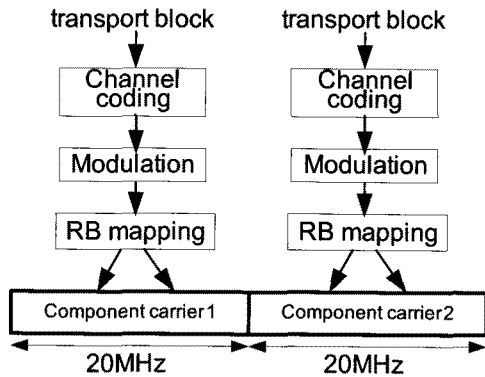 transport block
transport block
Channel
coding
Channel
coding
Modulation
Modulation
RB mapping
RB mapping
Component carrier1
Component carrier2
20MHz
20MHz